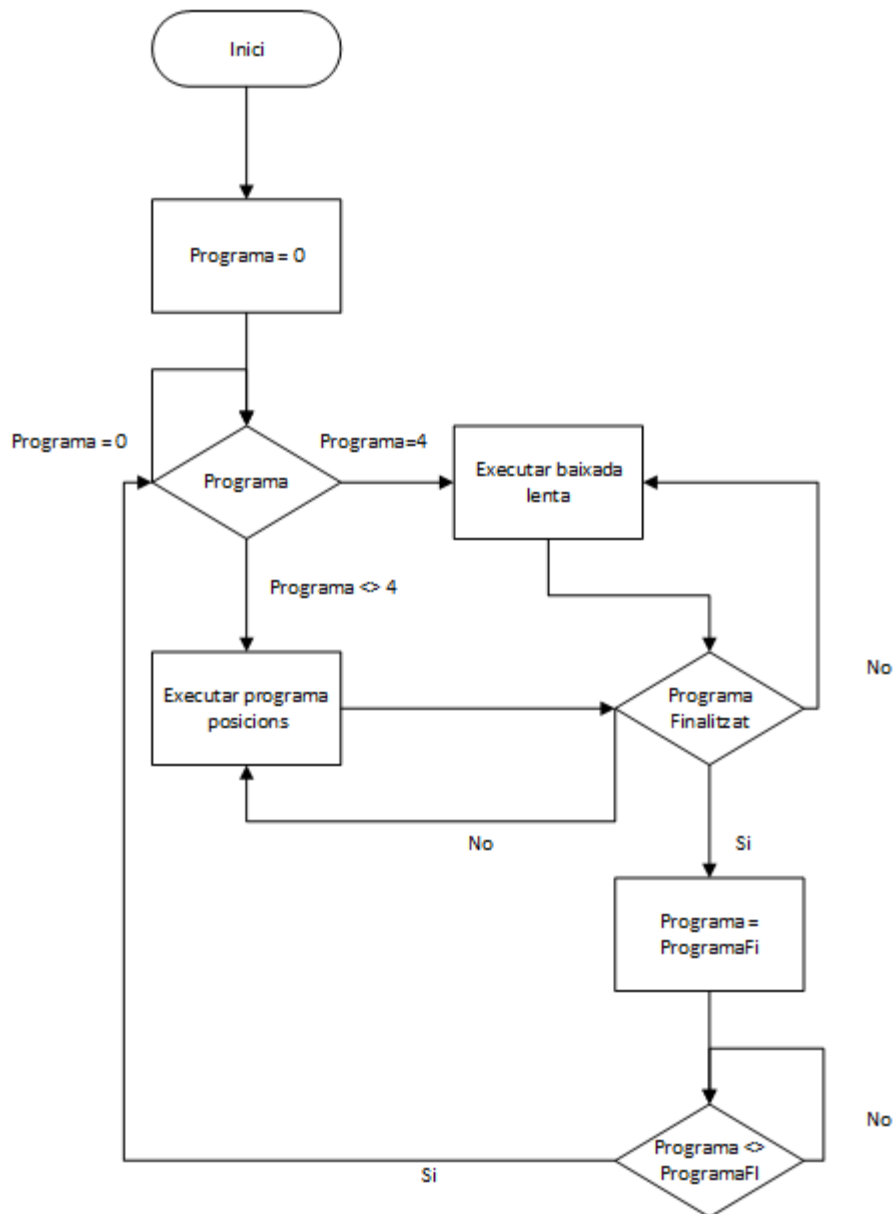 Inici
Programa = 0
Programa = 0
Programa=4
Programa
Executar baixada
lenta
Programa <> 4
Executar programa
posicions
Programa
Finalitzat
No
No
Si
Programa =
ProgramaFi
No
Programa <>
ProgramaFI
Si